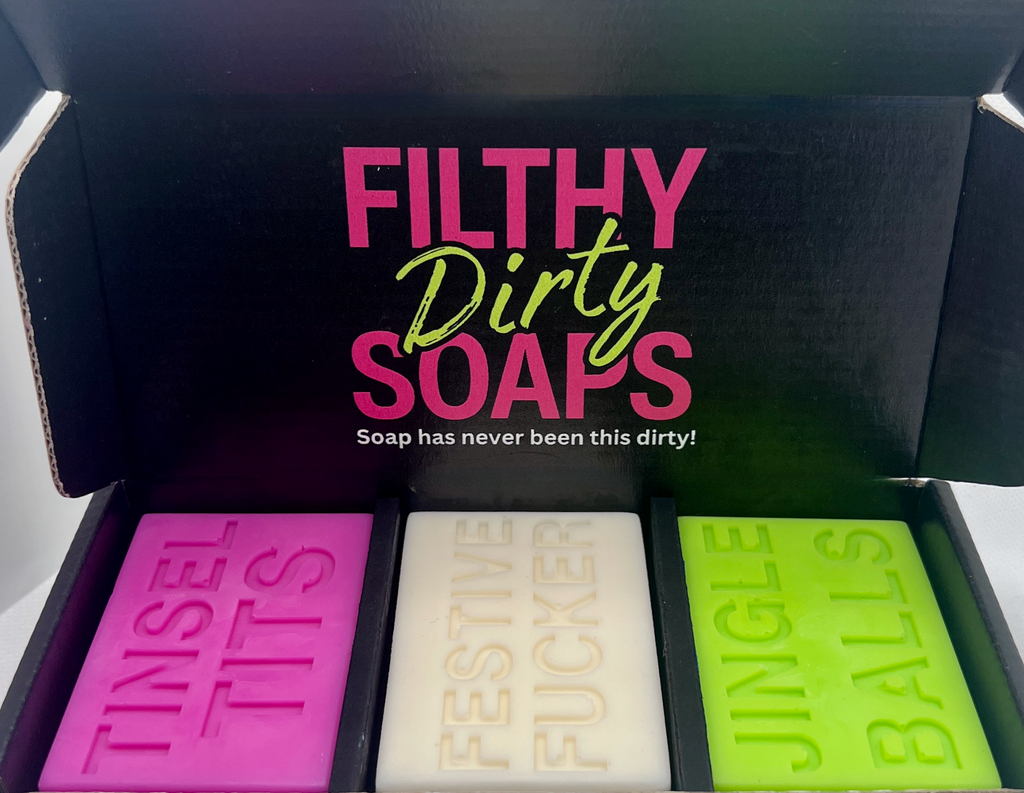 FILTHY
Dirty
SOAPS
Soap has never been this dirty!
TINSEL
TITS
FESTIVE
FUCKER
JINGLE
BALLS